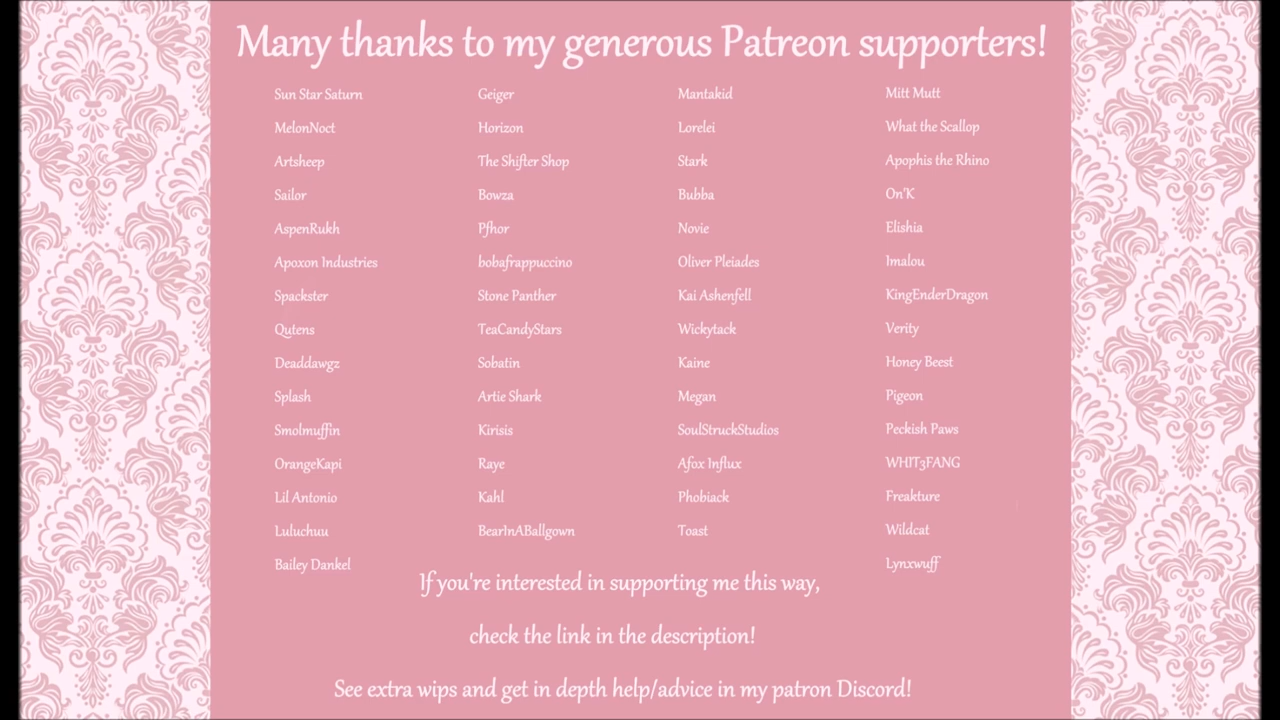 Many thanks to my generous Patreon supporters!
Sun Star Saturn
MelonNoct
Artsheep
Sailor
AspenRukh
Apoxon Industries
Spackster
Qutens
Deaddawgz
Splash
Smolmuffin
OrangeKapi
Lil Antonio
Luluchuu
Bailey Dankel
Geiger
Horizon
The Shifter Shop
Bowza
Pfhor
bobafrappuccino
Stone Panther
TeaCandyStars
Sobatin
Artie Shark
Kirisis
Raye
Kahl
BearInABallgown
Mantakid
Lorelei
Stark
Bubba
Novie
Oliver Pleiades
Kai Ashenfell
Wickytack
Kaine
Megan
SoulStruckStudios
Afox Influx
Phobiack
Toast
Mitt Mutt
What the Scallop
Apophis the Rhino
On'K
Elishia
Imalou
KingEnderDragon
Verity
Honey Beest
Pigeon
Peckish Paws
WHIT3FANG
Freakture
Wildcat
Lynxwuff
If you're interested in supporting me this way,
check the link in the description!
See extra wips and get in depth help/advice in my patron Discord!